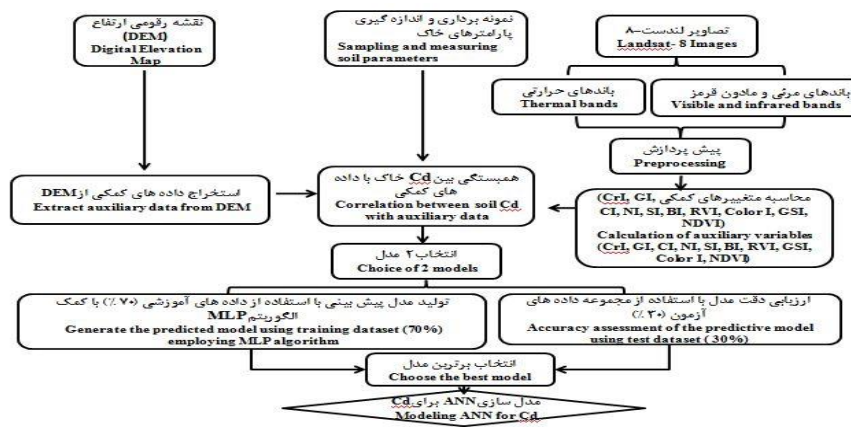 نقشه رقومی ارتفاع
(DEM)
Digital Elevation
Map
نمونه برداری و اندازه گیری
پارامترهای خاک
Sampling and measuring
soil parameters
تصاویر لندست-۸
Landsat- 8 Images
باندهای حرارتی
Thermal bands
باندهای مرئی و مادون قرمز
Visible and infrared bands
پیش پردازش
Preprocessing
استخراج داده های کمکی از DEM
Extract auxiliary data from DEM
همبستگی بین Cd خاک با داده
های کمکی
Correlation between soil Cd
with auxiliary data
محاسبه متغییرهای کمکی (CrI, GI,
CI, NI, SI, BI, RVI, Color I, GSI,
NDVI)
Calculation of auxiliary variables
(CrI, GI, CI, NI, SI, BI, RVI, GSI,
Color I, NDVI)
انتخاب ۲ مدل
Choice of 2 models
تولید مدل پیش بینی با استفاده از داده های آموزشی (۷۰ ٪) با کمک
الگوریتم MLP
Generate the predicted model using training dataset (70%)
employing MLP algorithm
ارزیابی دقت مدل با استفاده از مجموعه داده های
آزمون (۳۰ ٪)
Accuracy assessment of the predictive model
using test dataset (30%)
انتخاب برترین مدل
Choose the best model
مدل سازی ANN برای Cd
Modeling ANN for Cd